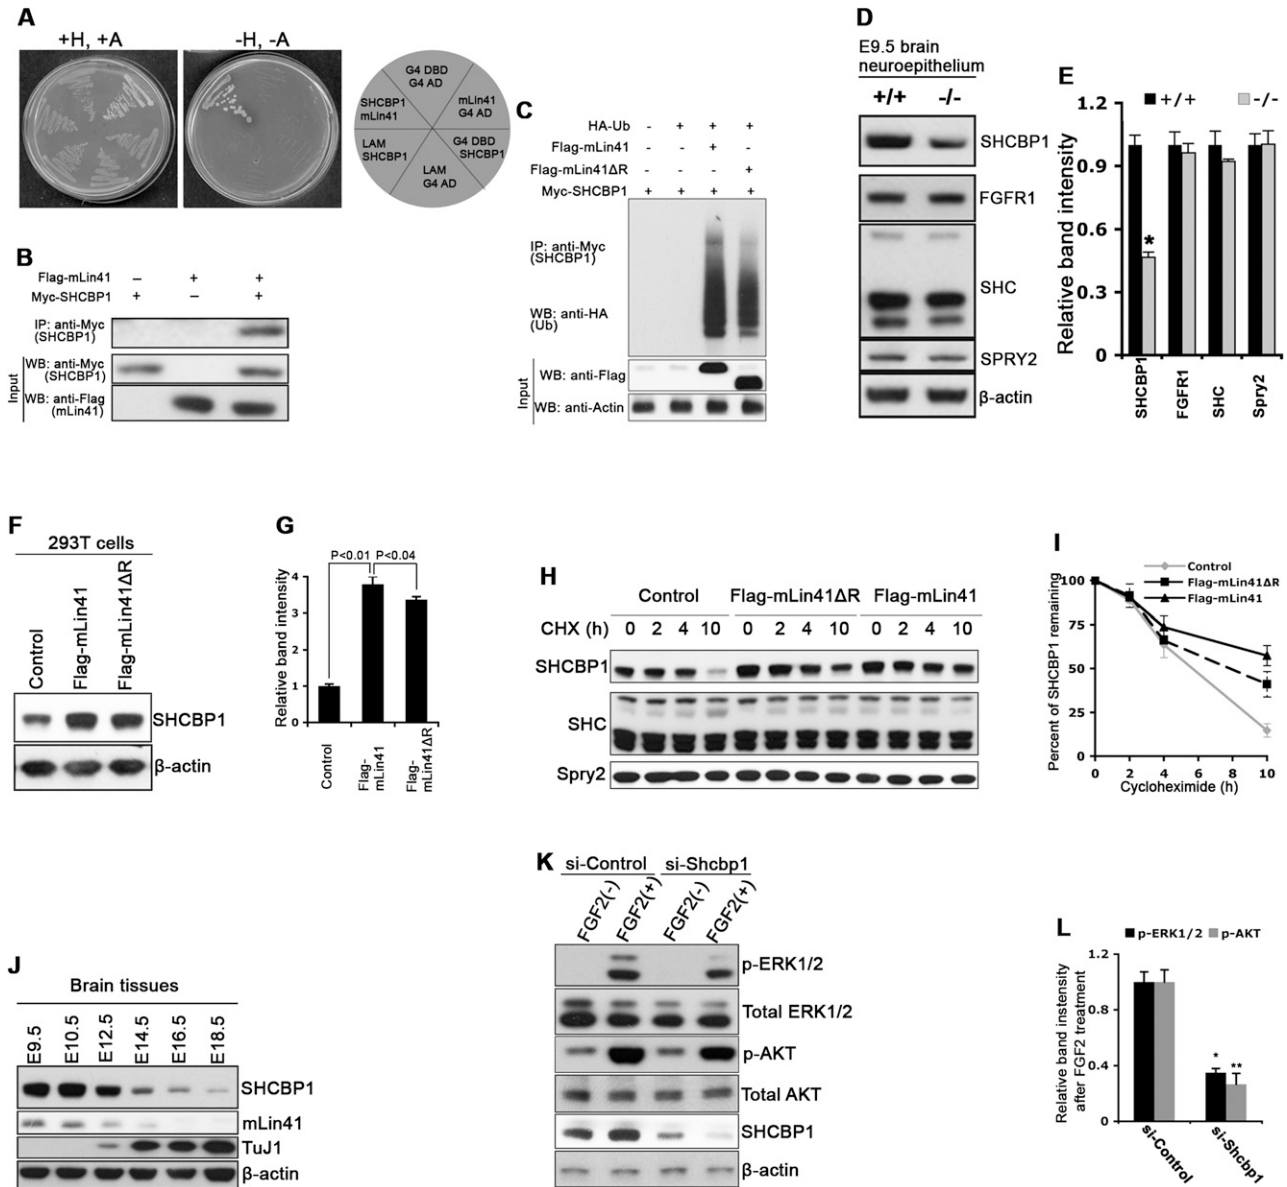 A
+H, +A
-H, -A
G4 DBD
G4 AD
SHCBP1
mLin41
mLin41
G4 AD
LAM
SHCBP1
G4 DBD
SHCBP1
LAM
G4 AD
B
Flag-mLin41 – + +
Myc-SHCBP1 + – +
IP: anti-Myc
(SHCBP1)
Input
WB: anti-Myc
(SHCBP1)
WB: anti-Flag
(mLin41)
C
HA-Ub - + + +
Flag-mLin41 - - + -
Flag-mLin41ΔR - - - +
Myc-SHCBP1 + + + +
IP: anti-Myc
(SHCBP1)
WB: anti-HA
(Ub)
Input
WB: anti-Flag
WB: anti-Actin
D
E9.5 brain
neuroepithelium
+/+ -/-
SHCBP1
FGFR1
SHC
SPRY2
β-actin
E
+/+ -/-
Relative band intensity
1.2
0.9
0.6
0.3
0
*
SHCBP1
FGFR1
SHC
Spry2
F
293T cells
Control
Flag-mLin41
Flag-mLin41ΔR
SHCBP1
β-actin
G
P<0.01 P<0.04
Relative band intensity
4
3
2
1
0
Control
Flag-
mLin41
Flag-
mLin41ΔR
H
Control Flag-mLin41ΔR Flag-mLin41
CHX (h) 0 2 4 10 0 2 4 10 0 2 4 10
SHCBP1
SHC
Spry2
I
Control
Flag-mLin41ΔR
Flag-mLin41
Percent of SHCBP1 remaining
100
75
50
25
0
0 2 4 6 8 10
Cycloheximide (h)
J
Brain tissues
E9.5
E10.5
E12.5
E14.5
E16.5
E18.5
SHCBP1
mLin41
TuJ1
β-actin
K
si-Control si-Shcbp1
FGF2(-)
FGF2(+)
FGF2(-)
FGF2(+)
p-ERK1/2
Total ERK1/2
p-AKT
Total AKT
SHCBP1
β-actin
L
p-ERK1/2 p-AKT
Relative band instensity
after FGF2 treatment
1.2
0.8
0.4
0
* **
si-Control
si-Shcbp1